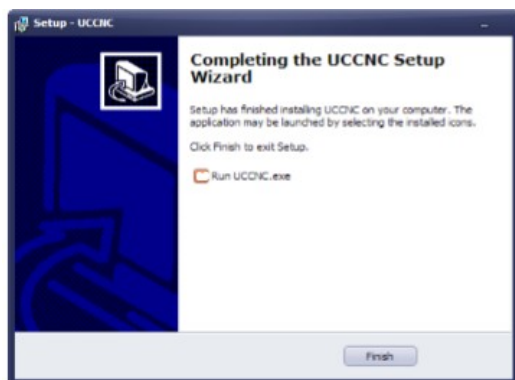 Setup - UCCNC
Completing the UCCNC Setup
Wizard
Setup has finished installing UCCNC on your computer. The
application may be launched by selecting the installed icons.
Click Finish to exit Setup.
Run UCCNC.exe
Finish